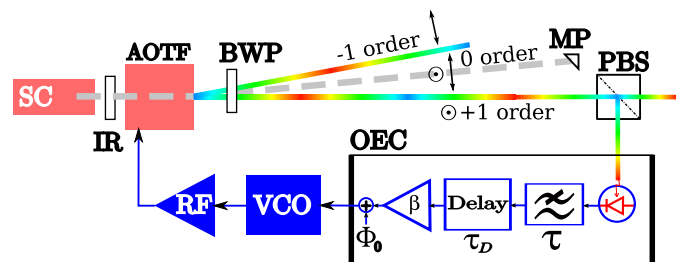 AOTF
BWP
-1 order
0 order
MP
PBS
SC
IR
⊙
⊙+1 order
OEC
RF
VCO
+
Φ₀
β
Delay
τ_D
τ